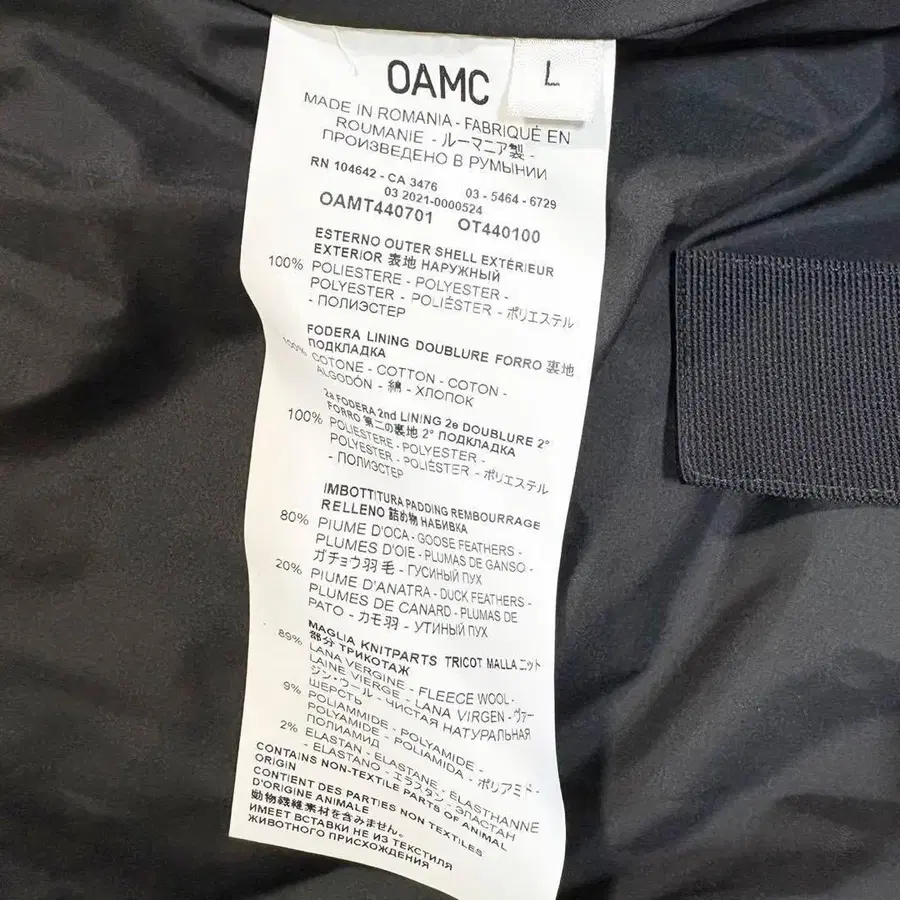 OAMC
L
MADE IN ROMANIA - FABRIQUÉ EN
ROUMANIE - ルーマニア製 -
ПРОИЗВЕДЕНО В РУМЫНИИ
RN 104642 - CA 3476 03 - 5464 - 6729
03 2021-0000524
OAMT440701 OT440100
ESTERNO OUTER SHELL EXTÉRIEUR
EXTERIOR 表地 НАРУЖНЫЙ
100% POLIESTERE - POLYESTER -
POLYESTER - POLIÉSTER - ポリエステル
- ПОЛИЭСТЕР
FODERA LINING DOUBLURE FORRO 裏地
ПОДКЛАДКА
100% COTONE - COTTON - COTON -
ALGODÓN - 綿 - ХЛОПОК
2a FODERA 2nd LINING 2e DOUBLURE 2°
FORRO 第二の裏地 2° ПОДКЛАДКА
100% POLIESTERE - POLYESTER -
POLYESTER - POLIÉSTER - ポリエステル
- ПОЛИЭСТЕР
IMBOTTITURA PADDING REMBOURRAGE
RELLENO 詰め物 НАБИВКА
80% PIUME D'OCA - GOOSE FEATHERS -
PLUMES D'OIE - PLUMAS DE GANSO -
ガチョウ羽毛 - ГУСИНЫЙ ПУХ
20% PIUME D'ANATRA - DUCK FEATHERS -
PLUMES DE CANARD - PLUMAS DE
PATO - カモ羽 - УТИНЫЙ ПУХ
MAGLIA KNITPARTS TRICOT MALLA ニット
部分 ТРИКОТАЖ
89% LANA VERGINE - FLEECE WOOL -
LAINE VIERGE - LANA VIRGEN - ヴァー
ジン・ウール - ЧИСТАЯ НАТУРАЛЬНАЯ
ШЕРСТЬ
9% POLIAMMIDE - POLYAMIDE -
POLYAMIDE - POLIAMIDA - ポリアミド -
ПОЛИАМИД
2% ELASTAN - ELASTANE - ÉLASTHANNE
- ELASTANO - エラスタン - ЭЛАСТАН
CONTAINS NON-TEXTILE PARTS OF ANIMAL
ORIGIN
CONTIENT DES PARTIES NON TEXTILES
D'ORIGINE ANIMALE
動物繊維素材を含みません。
ИМЕЕТ ВСТАВКИ НЕ ИЗ ТЕКСТИЛЯ
ЖИВОТНОГО ПРОИСХОЖДЕНИЯ